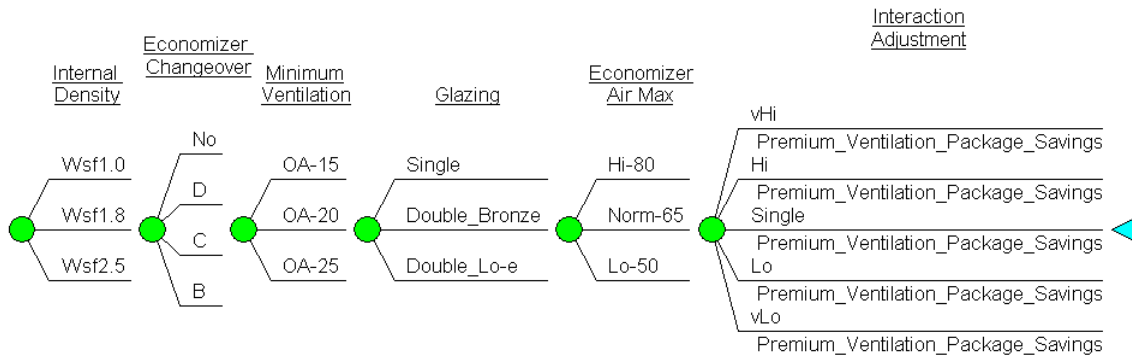 Internal
Density
Wsf1.0
Wsf1.8
Wsf2.5
Economizer
Changeover
No
D
C
B
Minimum
Ventilation
OA-15
OA-20
OA-25
Glazing
Single
Double_Bronze
Double_Lo-e
Economizer
Air Max
Hi-80
Norm-65
Lo-50
Interaction
Adjustment
vHi
Premium_Ventilation_Package_Savings
Hi
Premium_Ventilation_Package_Savings
Single
Premium_Ventilation_Package_Savings
Lo
Premium_Ventilation_Package_Savings
vLo
Premium_Ventilation_Package_Savings